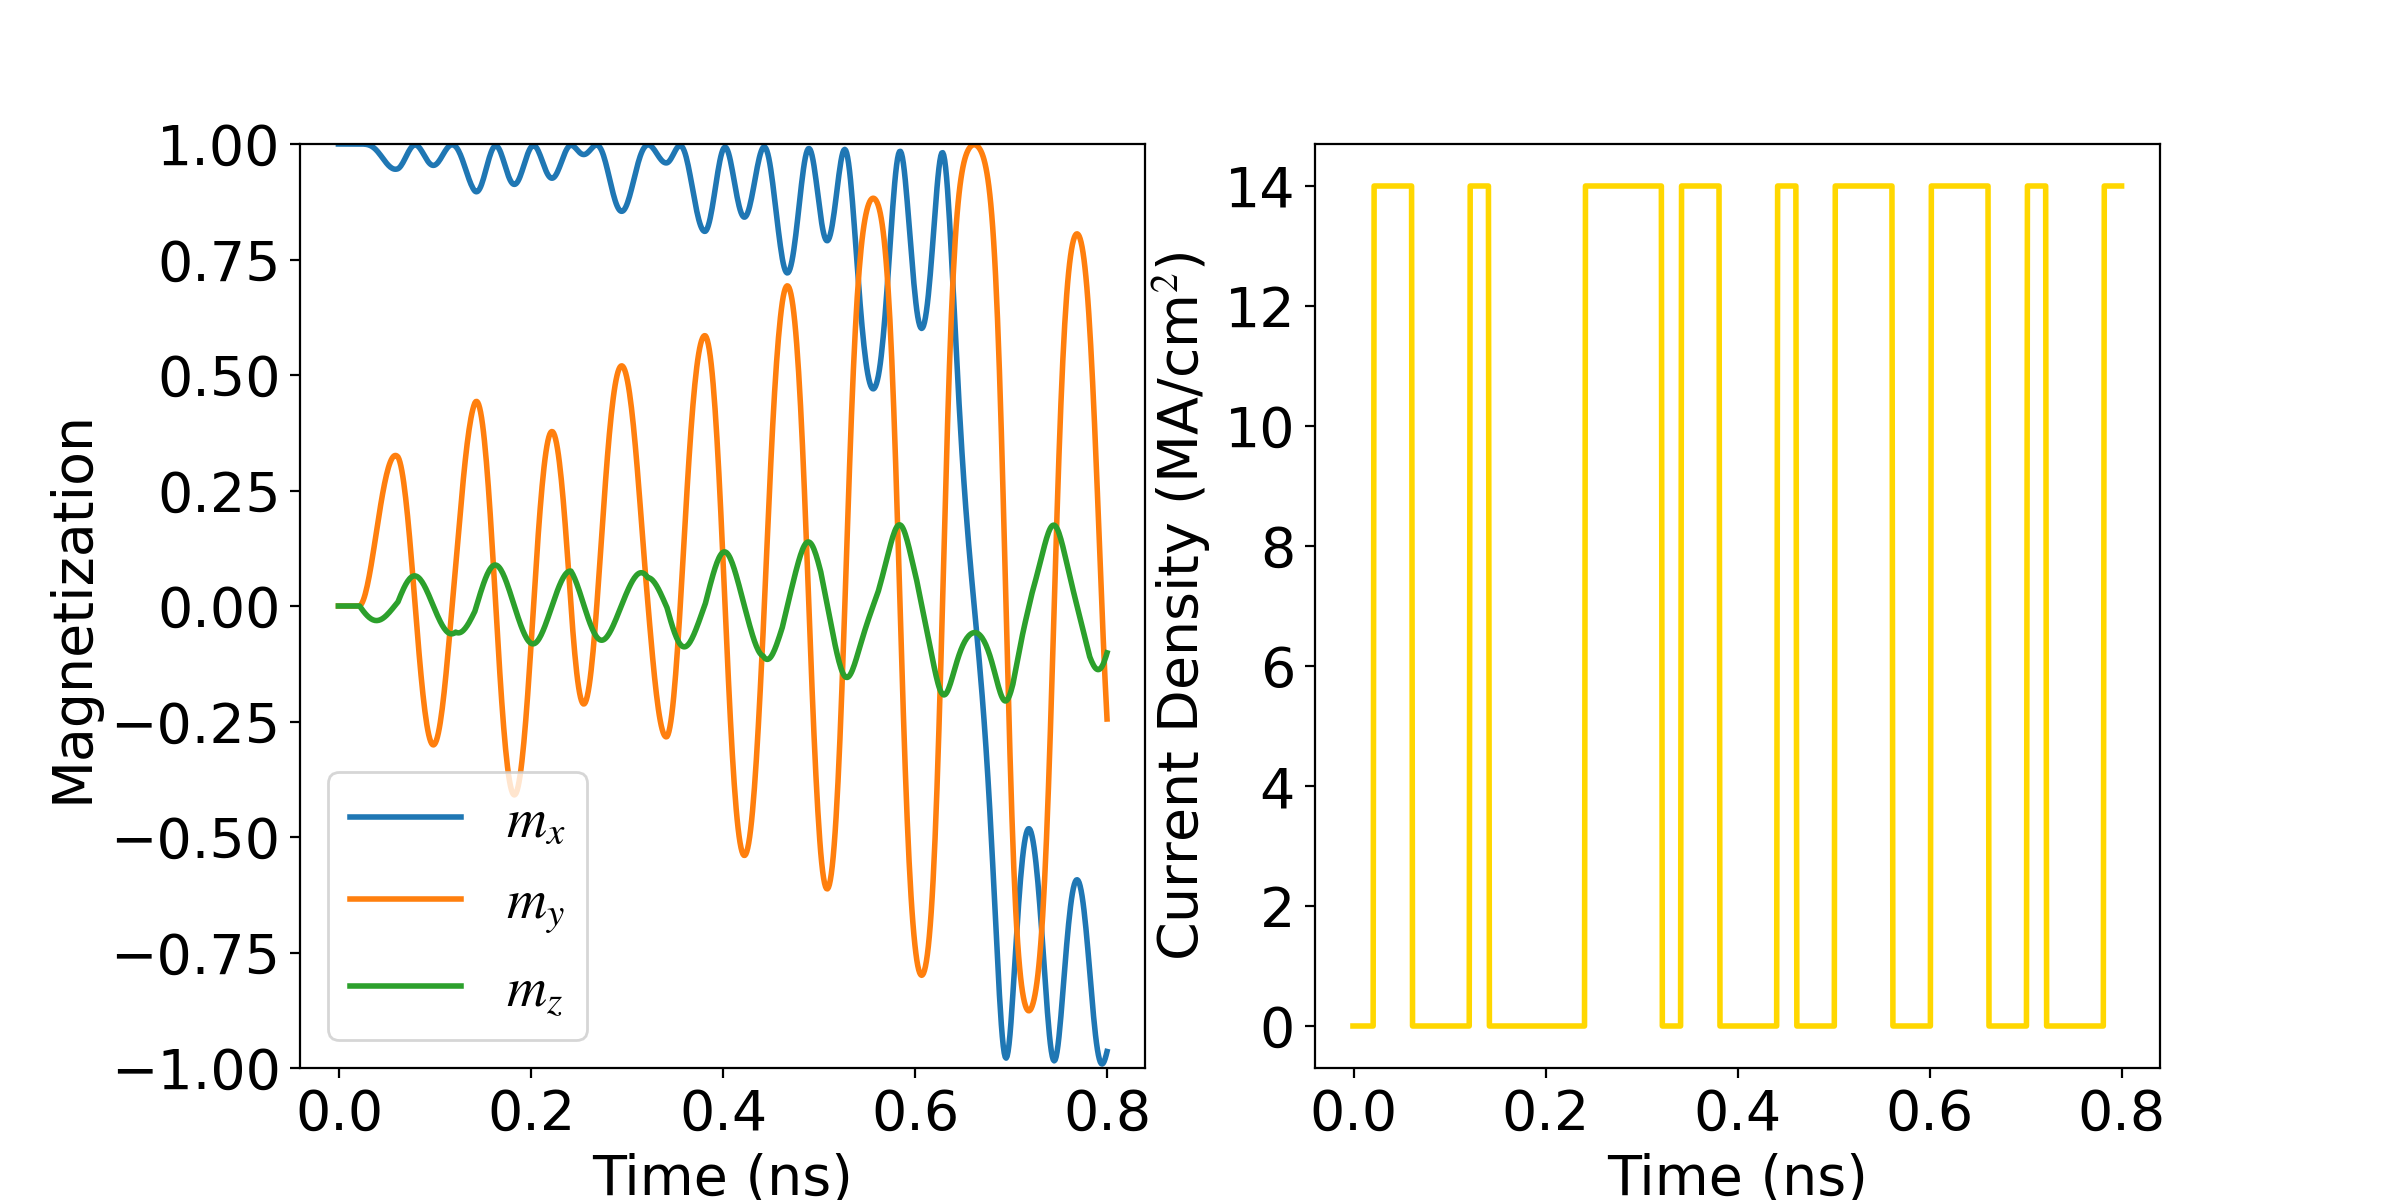 Magnetization
1.00
0.75
0.50
0.25
0.00
−0.25
−0.50
−0.75
−1.00
m_x
m_y
m_z
0.0 0.2 0.4 0.6 0.8
Time (ns)
Current Density (MA/cm²)
14
12
10
8
6
4
2
0
0.0 0.2 0.4 0.6 0.8
Time (ns)